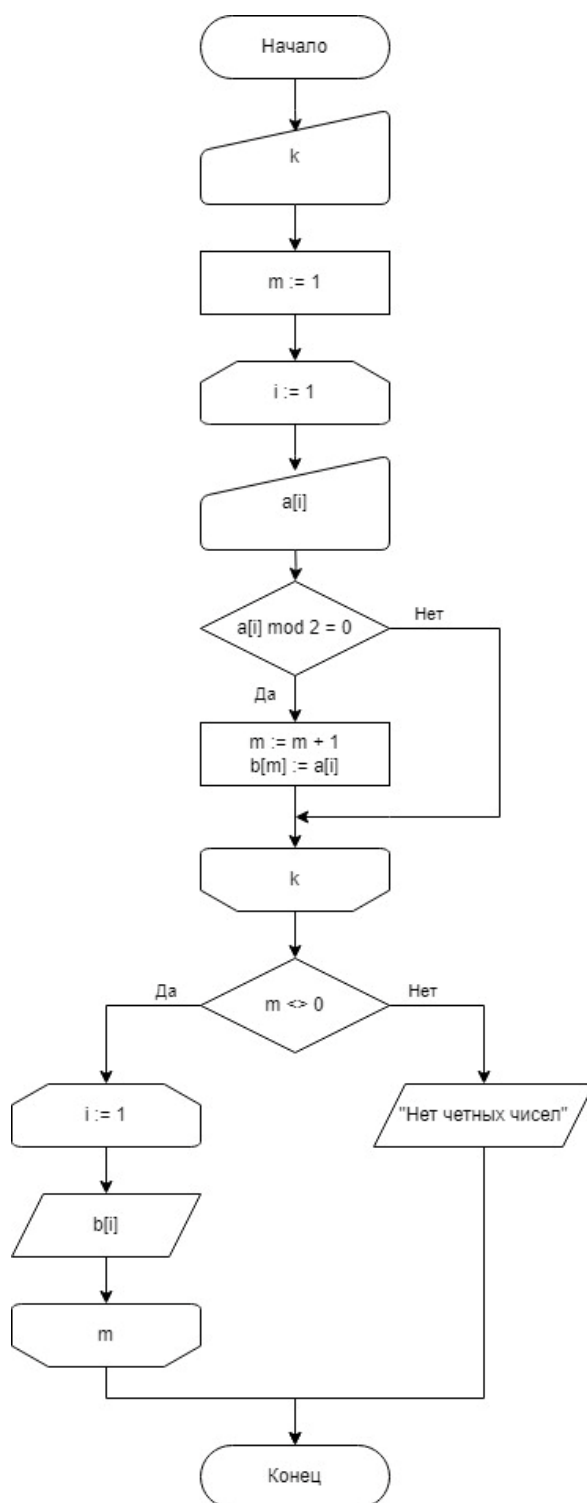 Начало
k
m := 1
i := 1
a[i]
a[i] mod 2 = 0
Нет
Да
m := m + 1
b[m] := a[i]
k
Да
m <> 0
Нет
i := 1
"Нет четных чисел"
b[i]
m
Конец